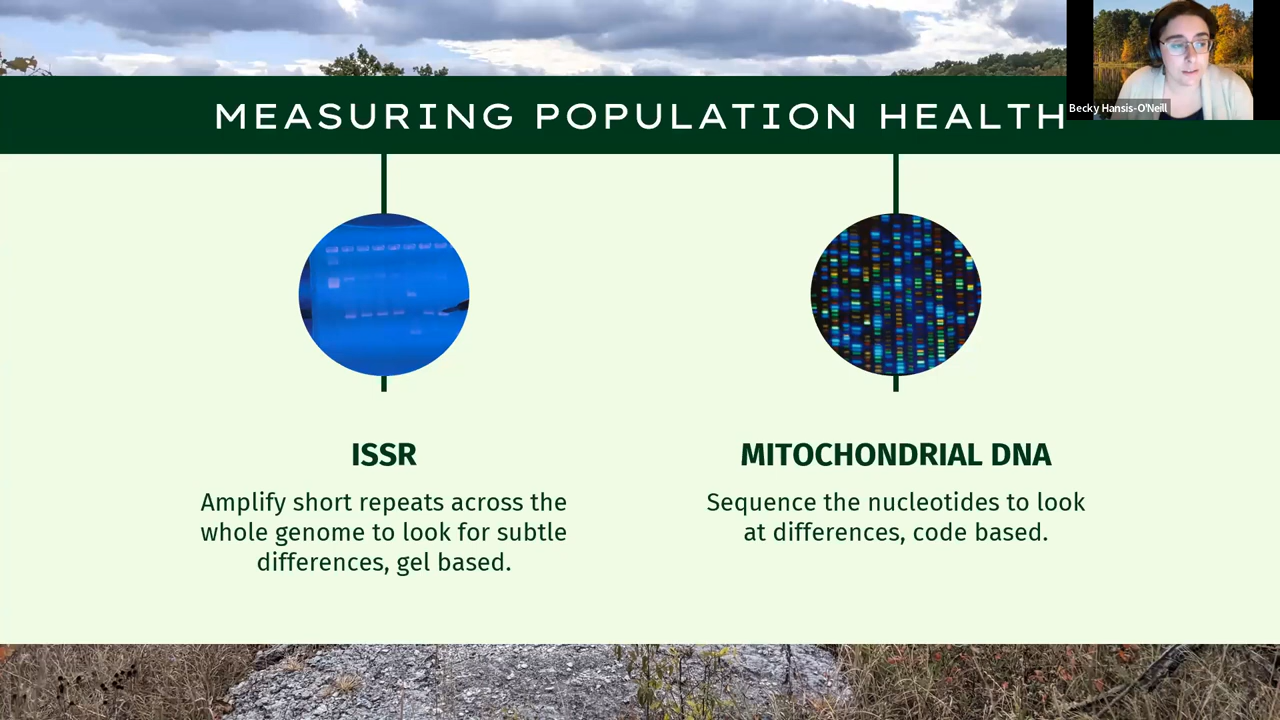 MEASURING POPULATION HEALTH
Becky Hansis-O'Neill
ISSR
Amplify short repeats across the
whole genome to look for subtle
differences, gel based.
MITOCHONDRIAL DNA
Sequence the nucleotides to look
at differences, code based.